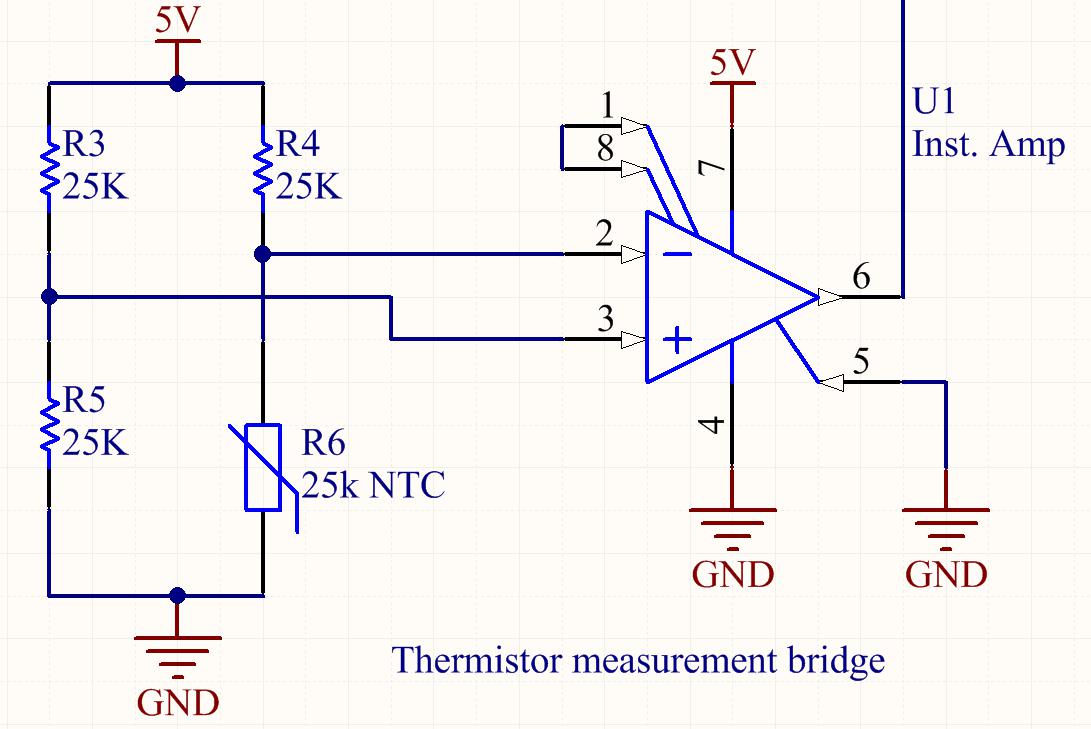 5V
5V
U1
Inst. Amp
1
8
R3
25K
R4
25K
7
2
6
3
5
R5
25K
4
R6
25k NTC
GND
GND
Thermistor measurement bridge
GND